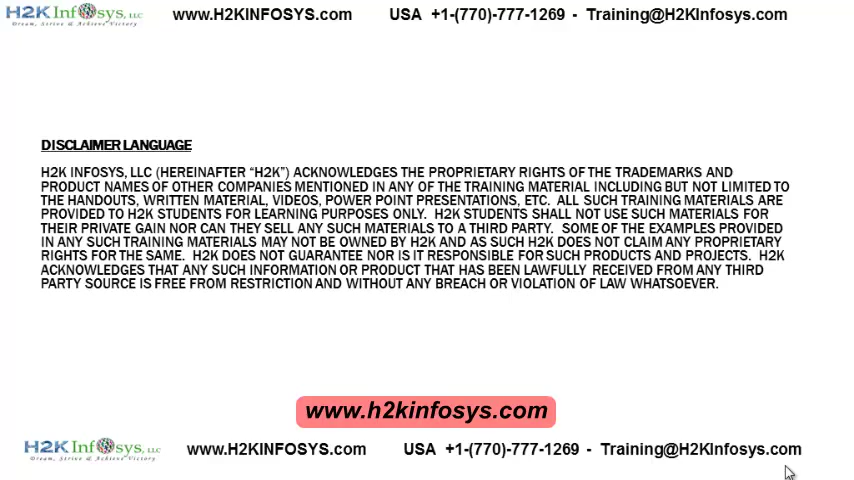 H2K Infosys, LLC
Dream, Strive & Achieve Victory
www.H2KINFOSYS.com USA +1-(770)-777-1269 - Training@H2KInfosys.com
DISCLAIMER LANGUAGE
H2K INFOSYS, LLC (HEREINAFTER “H2K”) ACKNOWLEDGES THE PROPRIETARY RIGHTS OF THE TRADEMARKS AND
PRODUCT NAMES OF OTHER COMPANIES MENTIONED IN ANY OF THE TRAINING MATERIAL INCLUDING BUT NOT LIMITED TO
THE HANDOUTS, WRITTEN MATERIAL, VIDEOS, POWER POINT PRESENTATIONS, ETC. ALL SUCH TRAINING MATERIALS ARE
PROVIDED TO H2K STUDENTS FOR LEARNING PURPOSES ONLY. H2K STUDENTS SHALL NOT USE SUCH MATERIALS FOR
THEIR PRIVATE GAIN NOR CAN THEY SELL ANY SUCH MATERIALS TO A THIRD PARTY. SOME OF THE EXAMPLES PROVIDED
IN ANY SUCH TRAINING MATERIALS MAY NOT BE OWNED BY H2K AND AS SUCH H2K DOES NOT CLAIM ANY PROPRIETARY
RIGHTS FOR THE SAME. H2K DOES NOT GUARANTEE NOR IS IT RESPONSIBLE FOR SUCH PRODUCTS AND PROJECTS. H2K
ACKNOWLEDGES THAT ANY SUCH INFORMATION OR PRODUCT THAT HAS BEEN LAWFULLY RECEIVED FROM ANY THIRD
PARTY SOURCE IS FREE FROM RESTRICTION AND WITHOUT ANY BREACH OR VIOLATION OF LAW WHATSOEVER.
www.h2kinfosys.com
H2K Infosys, LLC
Dream, Strive & Achieve Victory
www.H2KINFOSYS.com USA +1-(770)-777-1269 - Training@H2KInfosys.com